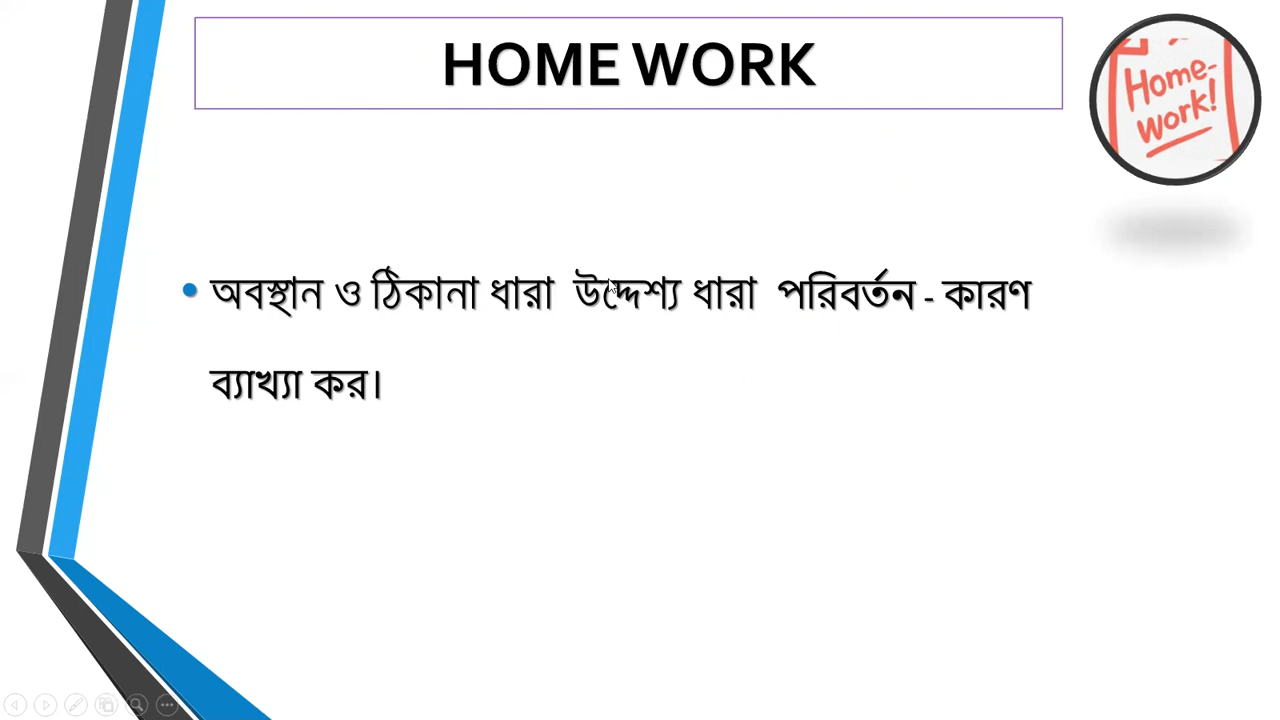 HOME WORK
Home-
Work!
• অবস্থান ও ঠিকানা ধারা উদ্দেশ্য ধারা পরিবর্তন - কারণ
ব্যাখ্যা কর।